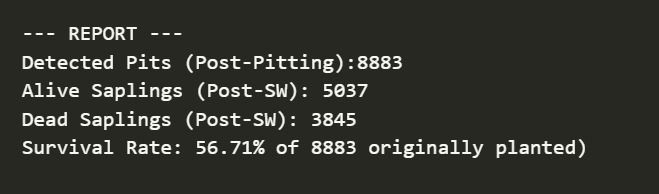 --- REPORT ---
Detected Pits (Post-Pitting):8883
Alive Saplings (Post-SW): 5037
Dead Saplings (Post-SW): 3845
Survival Rate: 56.71% of 8883 originally planted)